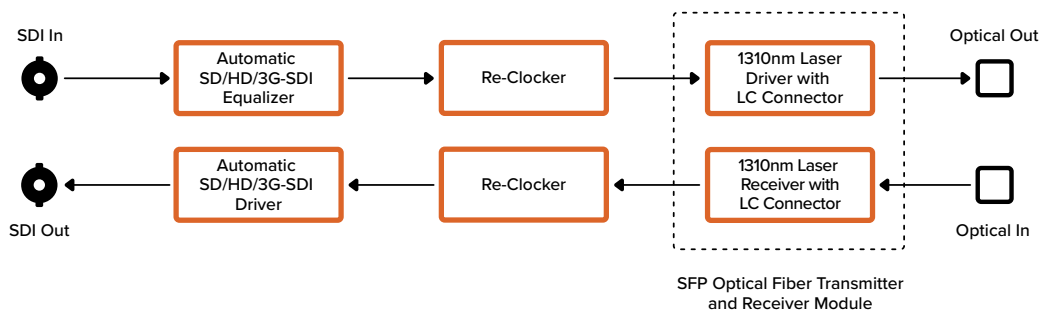 SDI In
Automatic
SD/HD/3G-SDI
Equalizer
Re-Clocker
1310nm Laser
Driver with
LC Connector
Optical Out
SDI Out
Automatic
SD/HD/3G-SDI
Driver
Re-Clocker
1310nm Laser
Receiver with
LC Connector
Optical In
SFP Optical Fiber Transmitter
and Receiver Module